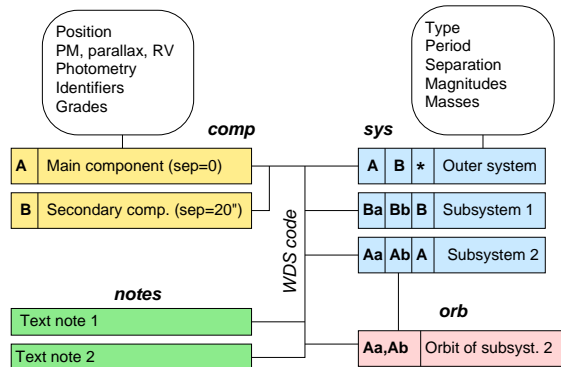 Position
PM, parallax, RV
Photometry
Identifiers
Grades
Type
Period
Separation
Magnitudes
Masses
comp
sys
A Main component (sep=0)
B Secondary comp. (sep=20")
A B * Outer system
Ba Bb B Subsystem 1
Aa Ab A Subsystem 2
WDS code
notes
Text note 1
Text note 2
orb
Aa,Ab Orbit of subsyst. 2